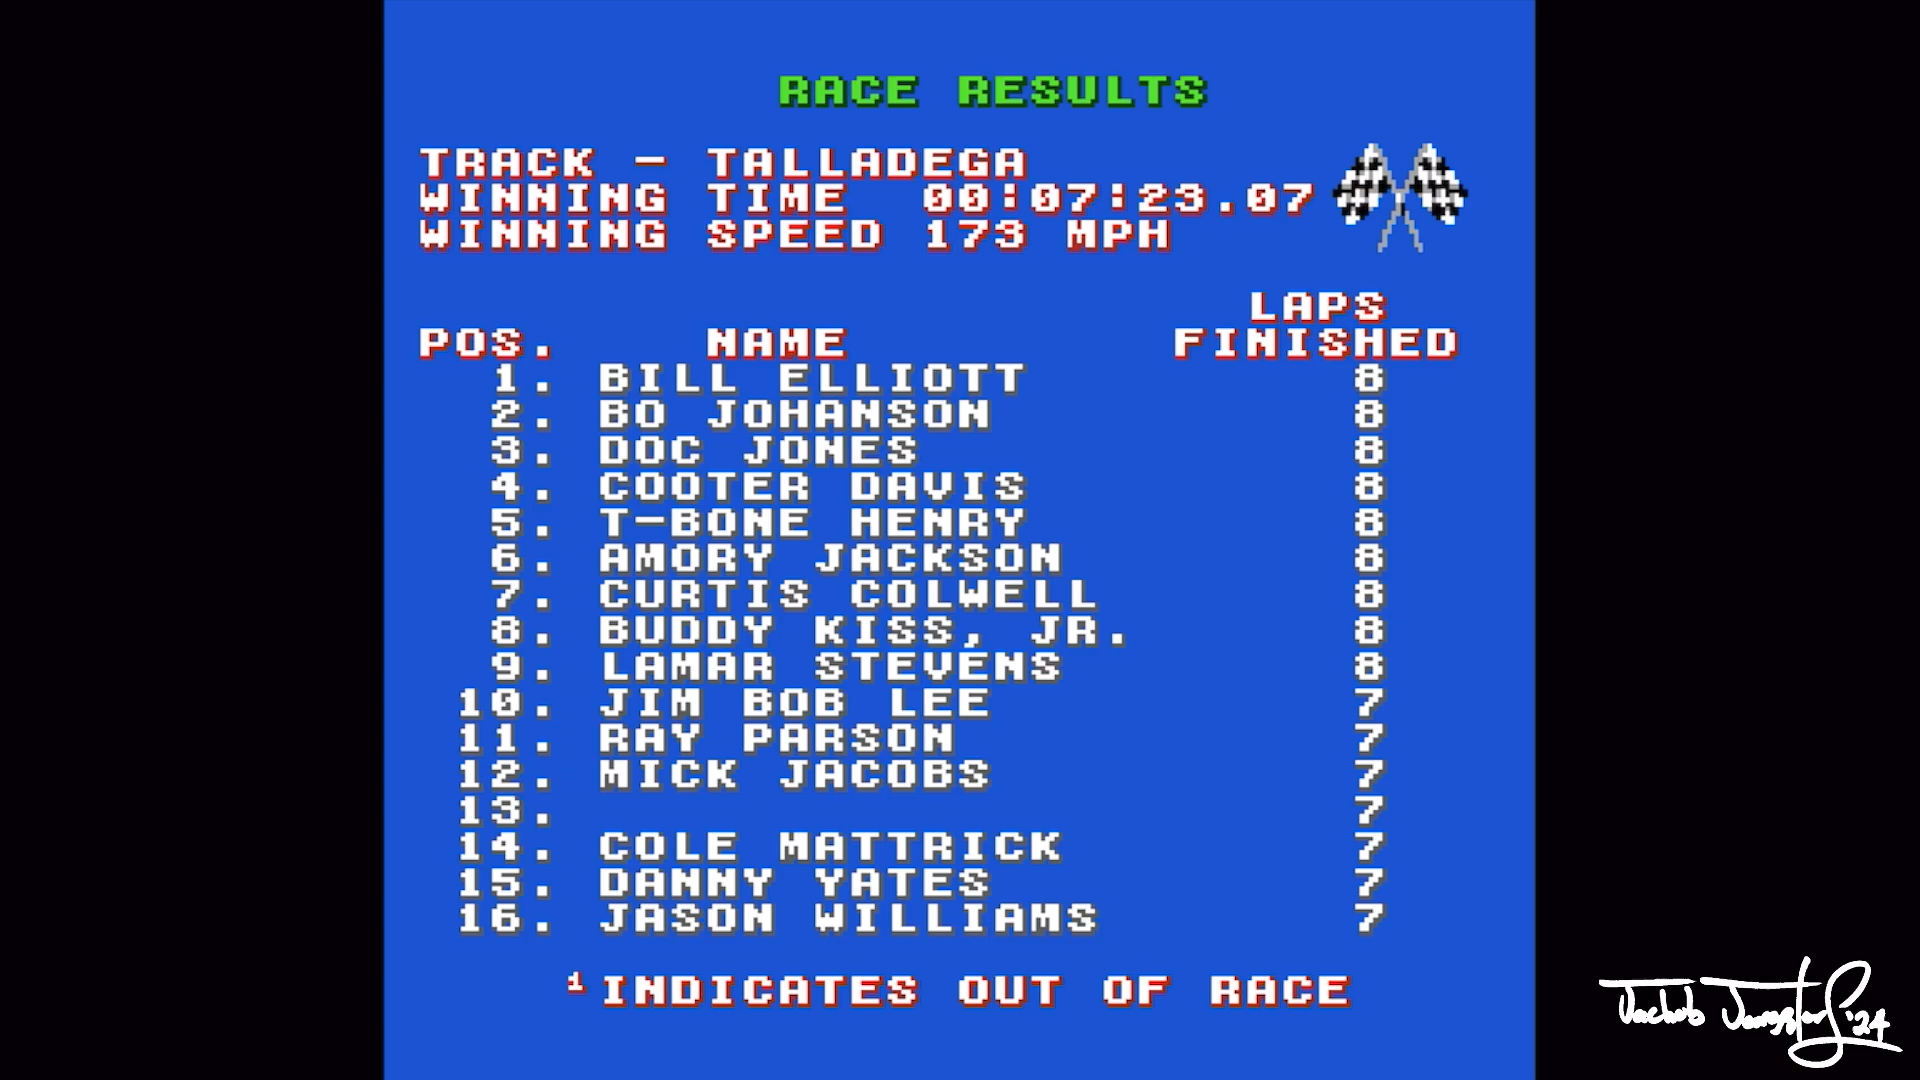 RACE RESULTS
TRACK - TALLADEGA
WINNING TIME 00:07:23.07
WINNING SPEED 173 MPH
LAPS
POS. NAME FINISHED
1. BILL ELLIOTT 8
2. BO JOHANSON 8
3. DOC JONES 8
4. COOTER DAVIS 8
5. T-BONE HENRY 8
6. AMORY JACKSON 8
7. CURTIS COLWELL 8
8. BUDDY KISS, JR. 8
9. LAMAR STEVENS 8
10. JIM BOB LEE 7
11. RAY PARSON 7
12. MICK JACOBS 7
13. 7
14. COLE MATTRICK 7
15. DANNY YATES 7
16. JASON WILLIAMS 7
¹INDICATES OUT OF RACE
'24